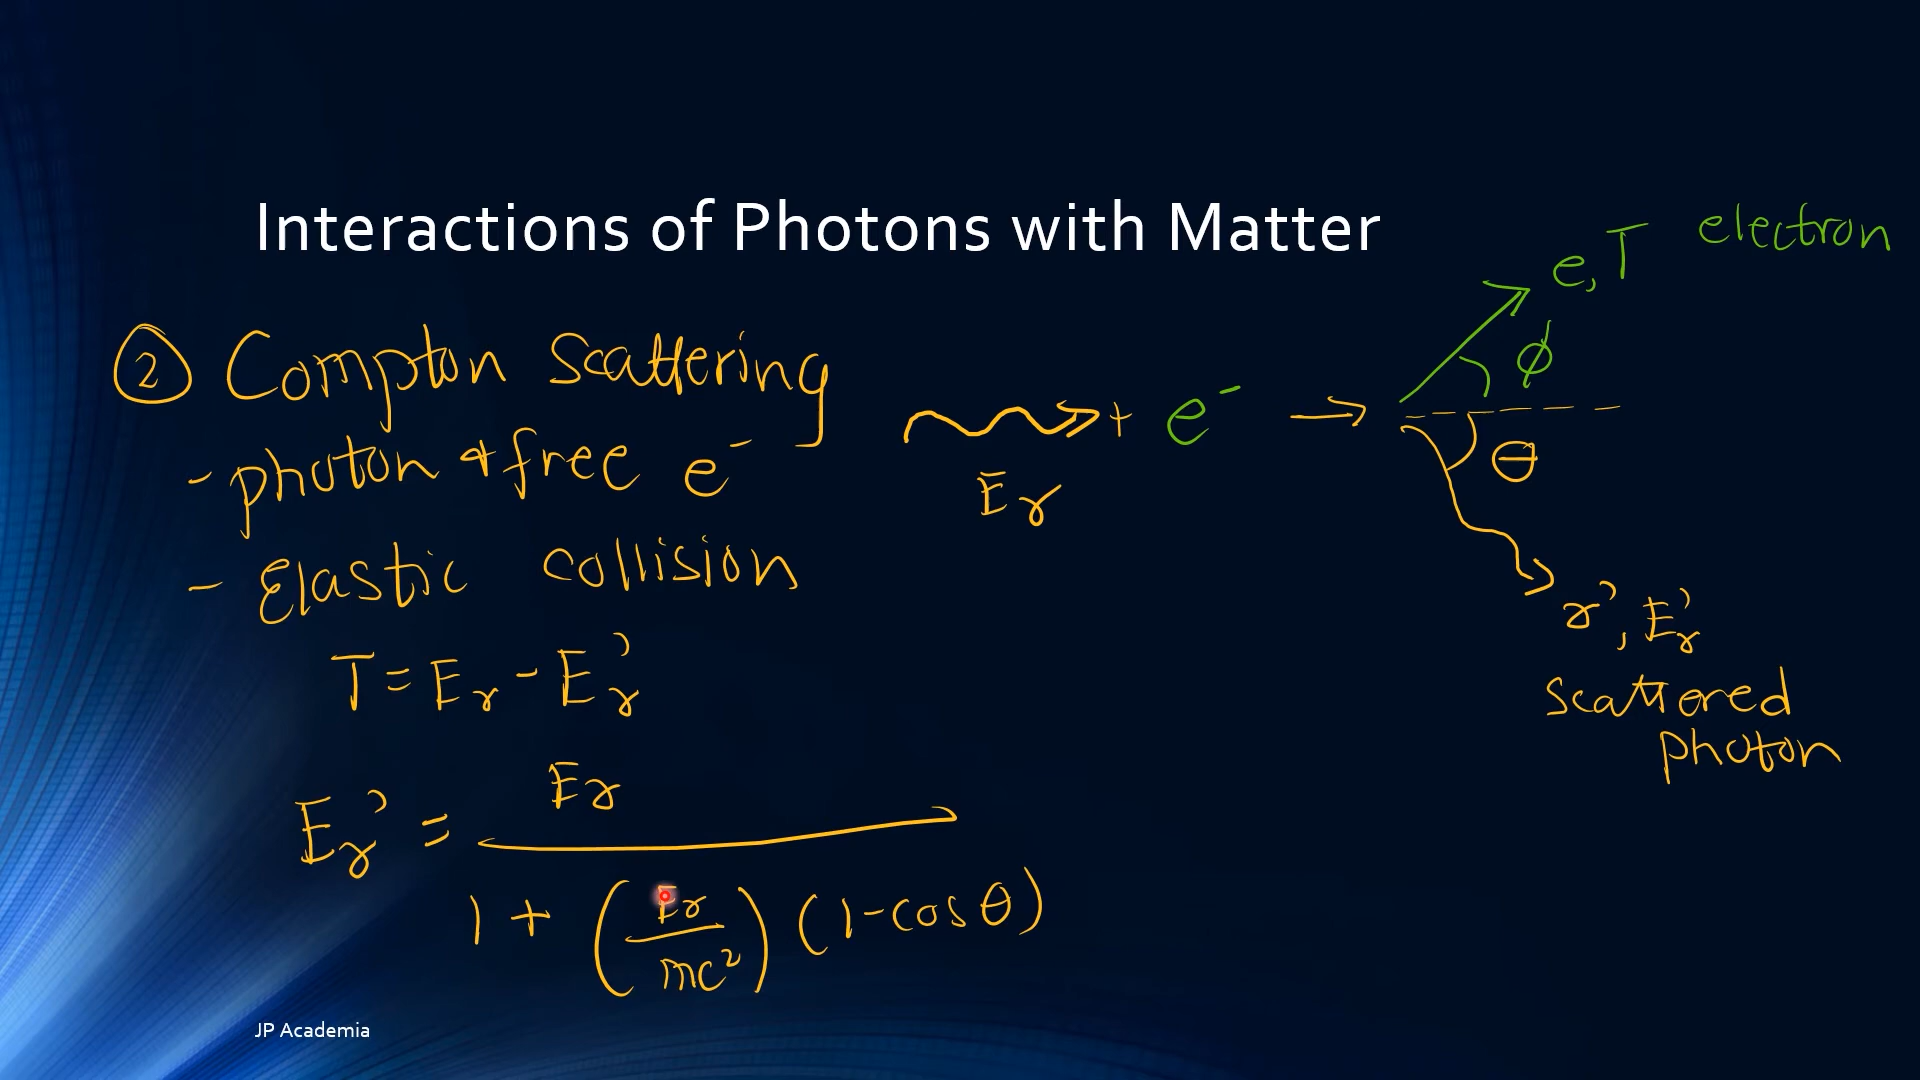 Interactions of Photons with Matter
② Compton Scattering
- photon & free e⁻
- Elastic collision
T = Eγ - Eγ'
Eγ' = Eγ / 1 + (Eγ / mc²) (1 - cos θ)
Eγ + e⁻ →
e, T electron
ϕ
θ
γ', Eγ'
scattered
photon
JP Academia